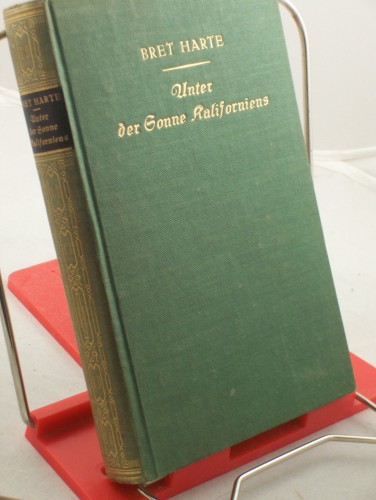 BRET HARTE
Unter
der Sonne Kaliforniens
BRET HARTE
Unter
der Sonne
Kaliforniens